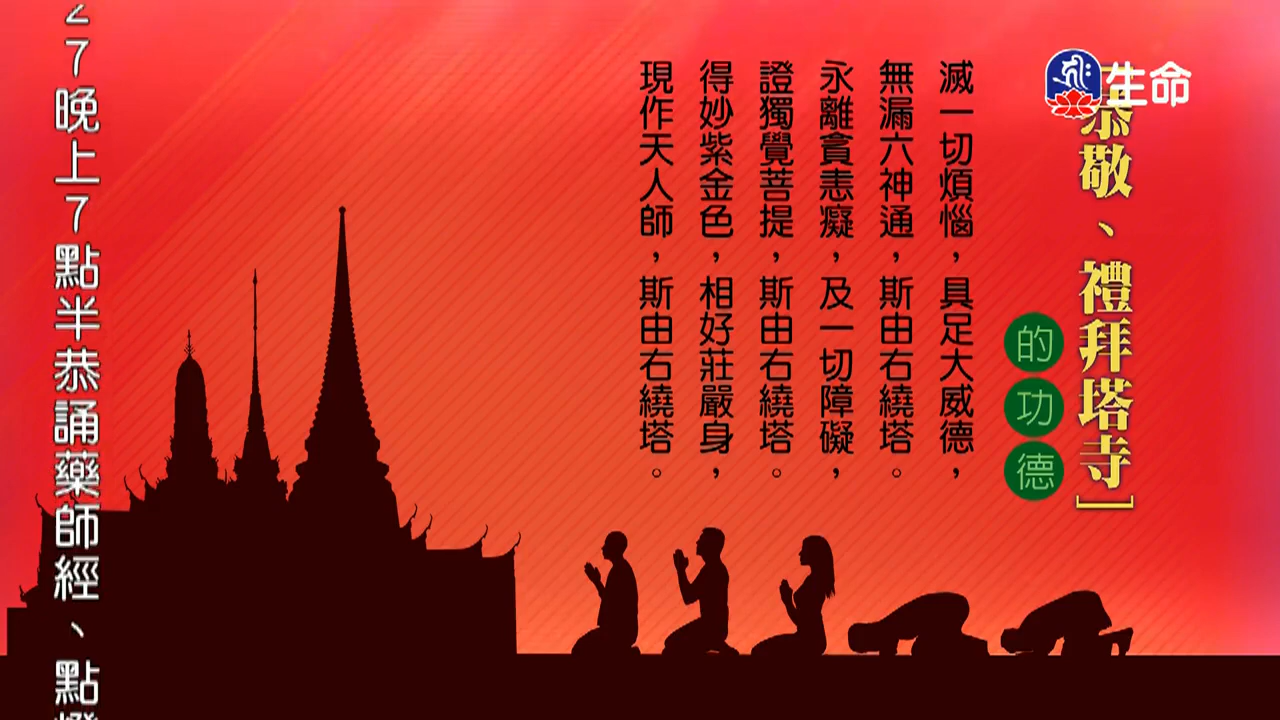 生命
恭敬、禮拜塔寺」
的功德
滅一切煩惱，具足大威德，
無漏六神通，斯由右繞塔。
永離貪恚癡，及一切障礙，
證獨覺菩提，斯由右繞塔。
得妙紫金色，相好莊嚴身，
現作天人師，斯由右繞塔。
27晚上7點半恭誦藥師經、點